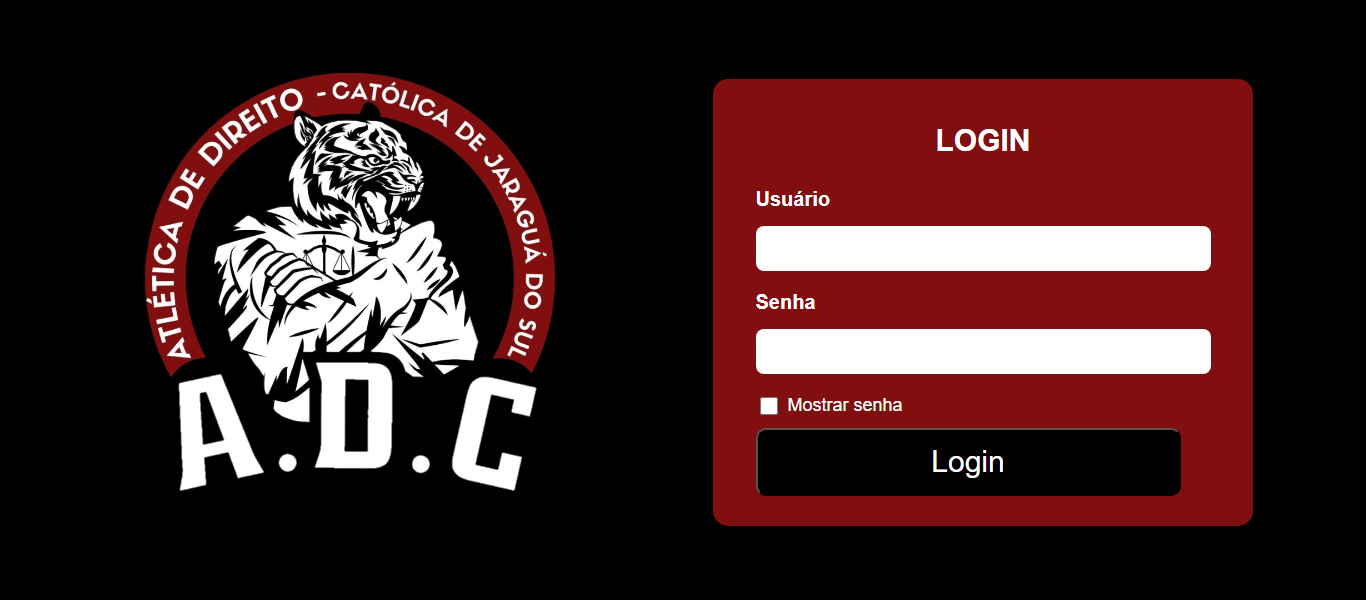 ATLÉTICA DE DIREITO - CATÓLICA DE JARAGUÁ DO SUL
A.D.C
LOGIN
Usuário
Senha
Mostrar senha
Login